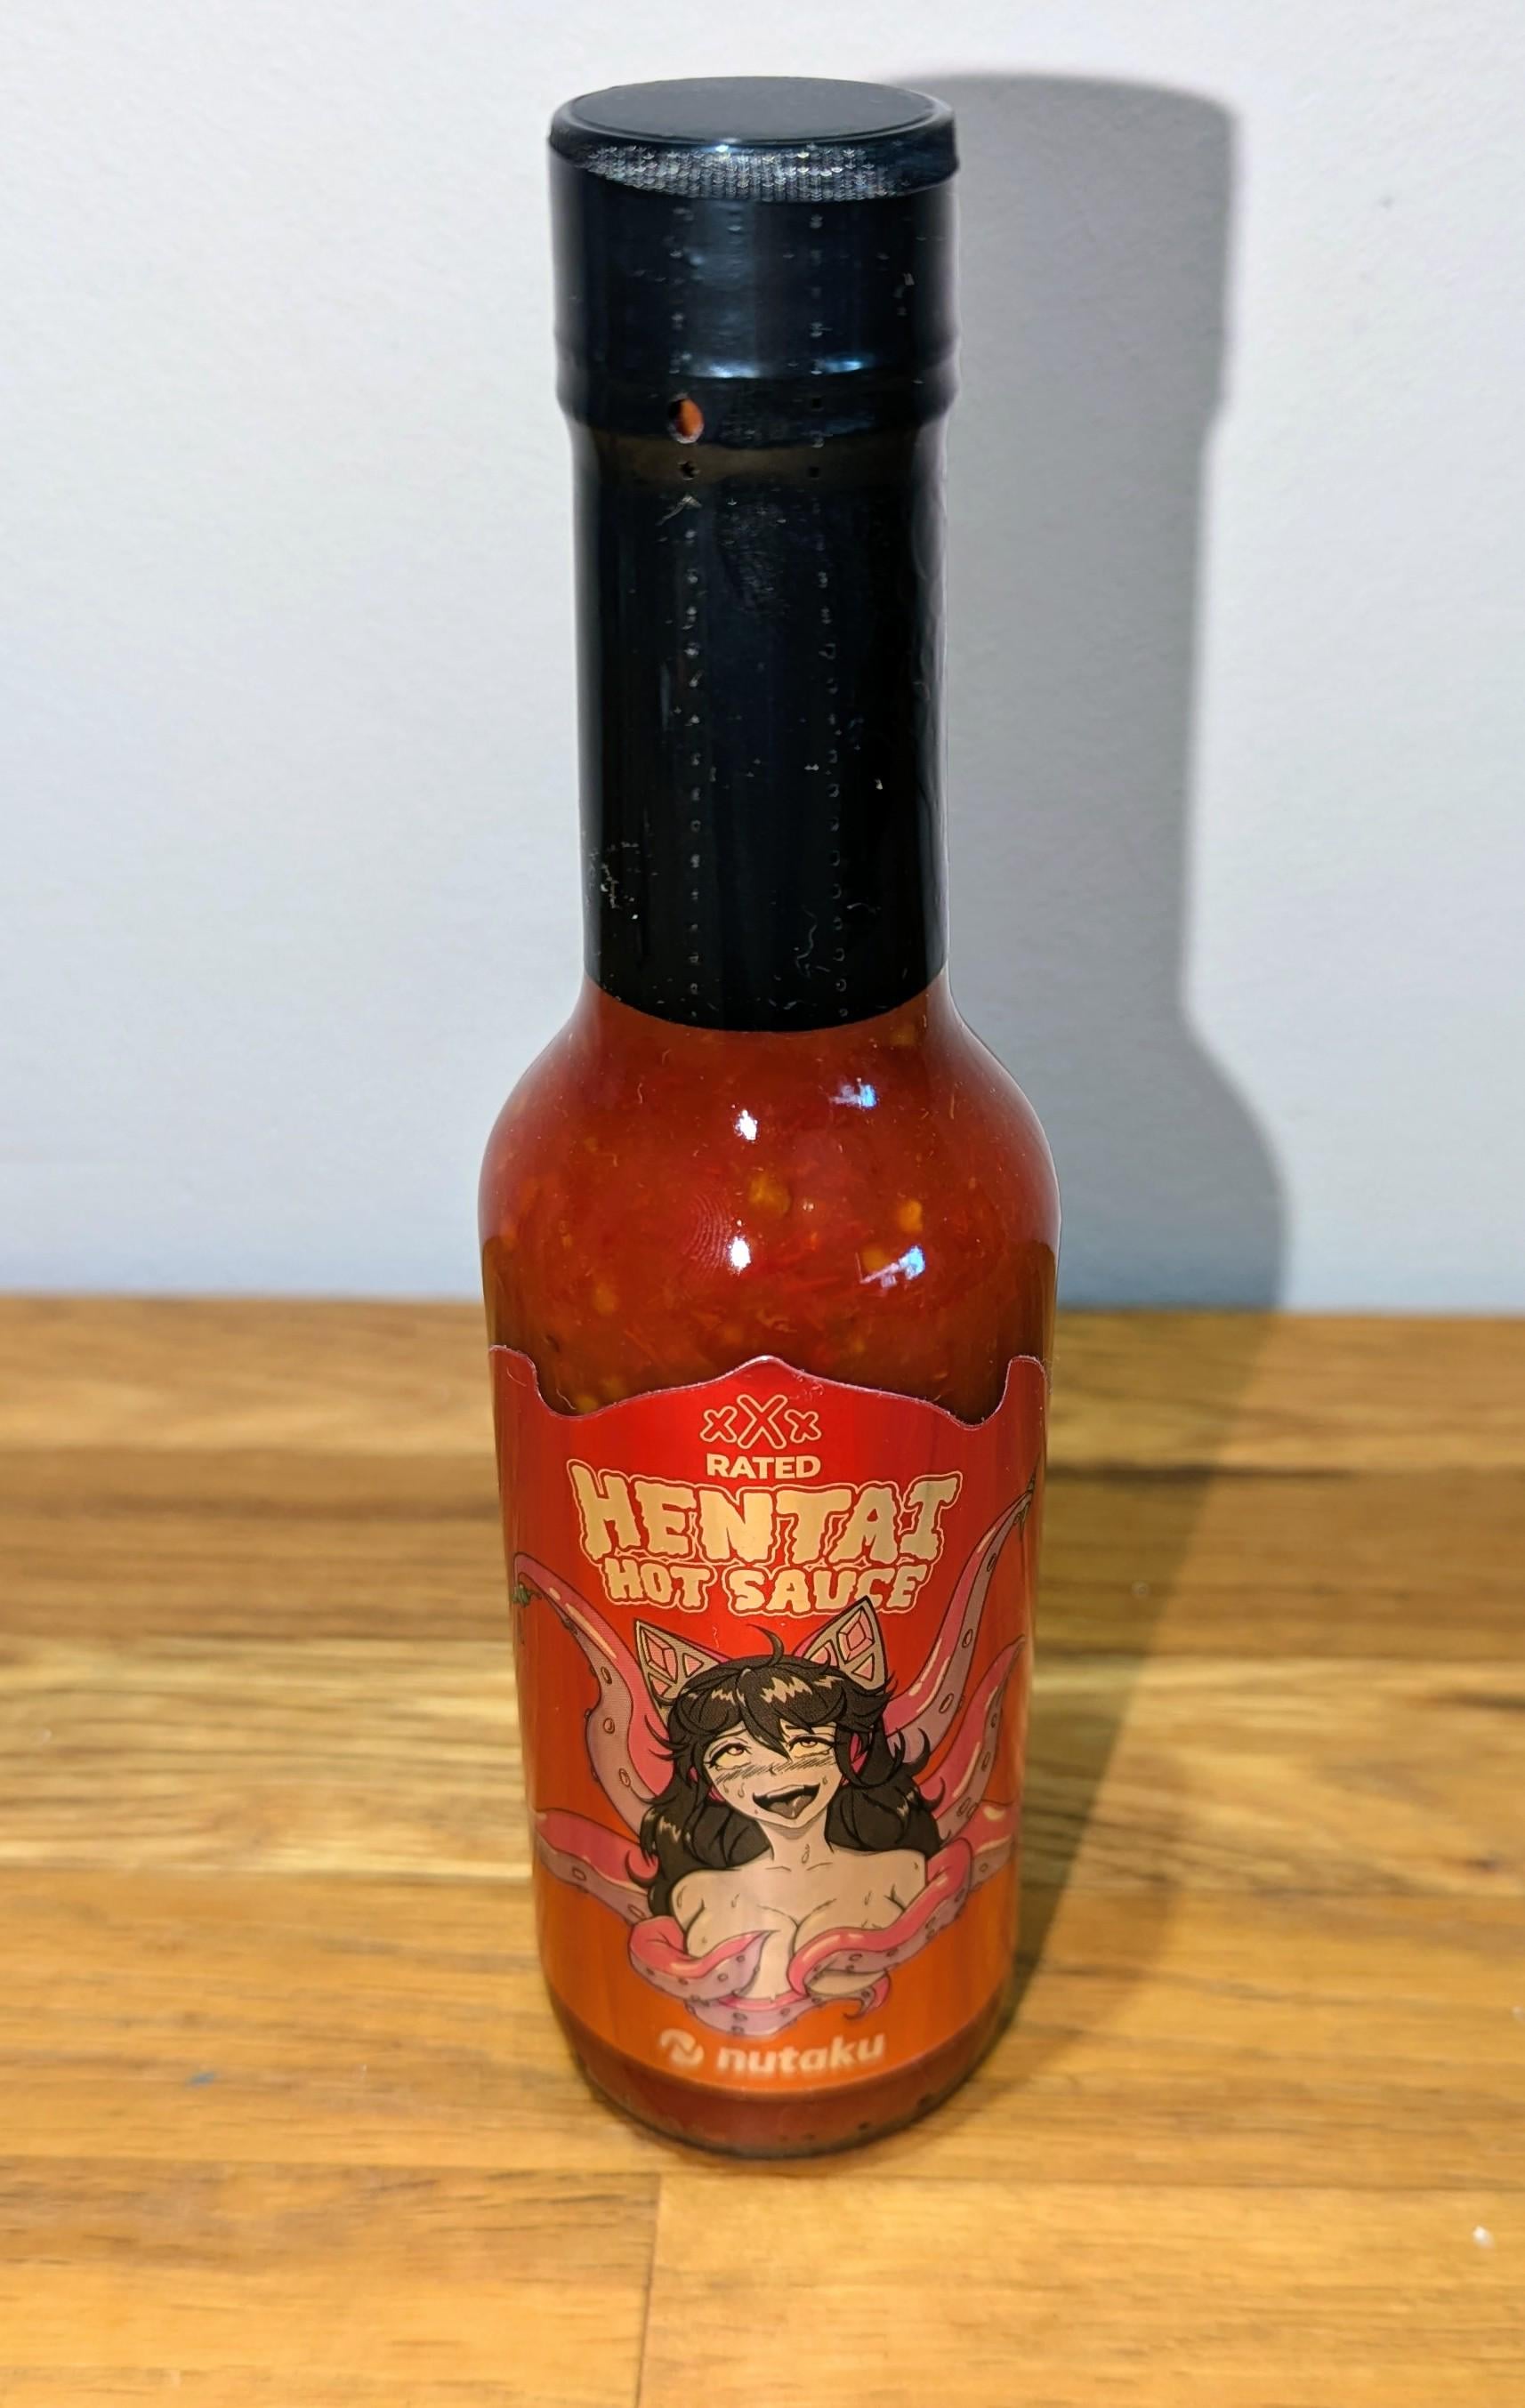 xXx
RATED
HENTAI
HOT SAUCE
nutaku